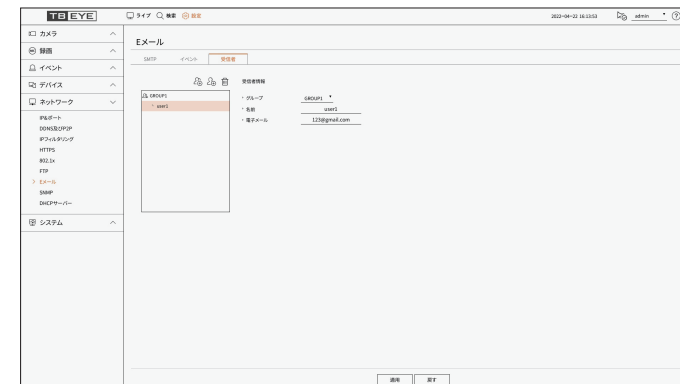 TB EYE
ライブ 検索 設定
2022-04-22 16:13:53 admin
カメラ
録画
イベント
デバイス
ネットワーク
IP&ポート
DDNS及びP2P
IPフィルタリング
HTTPS
802.1x
FTP
Eメール
SNMP
DHCPサーバー
システム
Eメール
SMTP イベント 受信者
GROUP1
user1
受信者情報
・グループ GROUP1
・名前 user1
・電子メール 123@gmail.com
適用 戻す